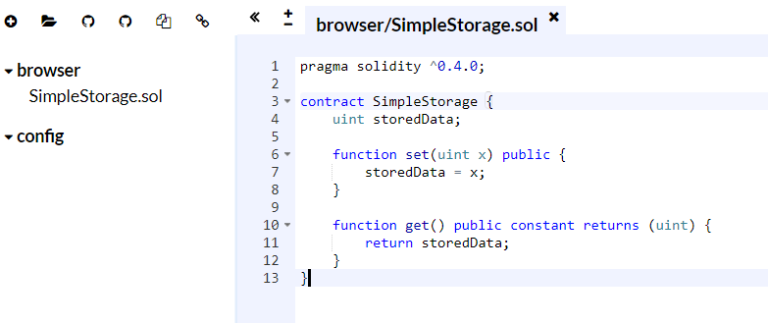 browser/SimpleStorage.sol
browser
SimpleStorage.sol
config
1 pragma solidity ^0.4.0;
2
3 contract SimpleStorage {
4     uint storedData;
5
6     function set(uint x) public {
7         storedData = x;
8     }
9
10     function get() public constant returns (uint) {
11         return storedData;
12     }
13 }